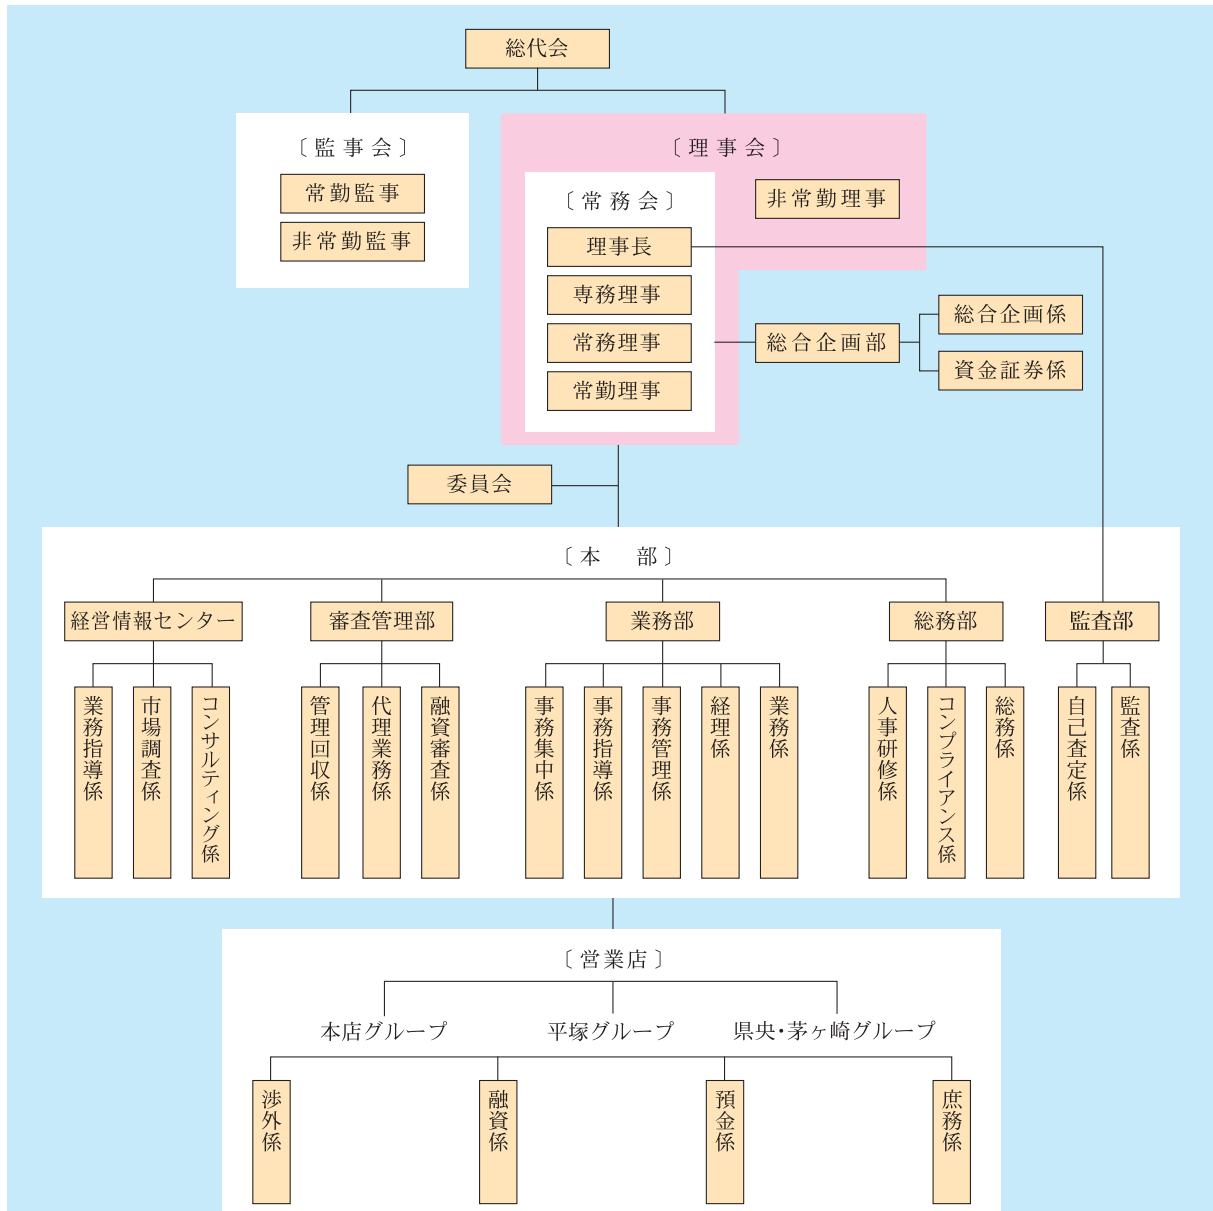 総代会
〔監事会〕
常勤監事
非常勤監事
〔理事会〕
非常勤理事
〔常務会〕
理事長
専務理事
常務理事
常勤理事
総合企画部
総合企画係
資金証券係
委員会
〔本　部〕
経営情報センター
審査管理部
業務部
総務部
監査部
業務指導係
市場調査係
コンサルティング係
管理回収係
代理業務係
融資審査係
事務集中係
事務指導係
事務管理係
経理係
業務係
人事研修係
コンプライアンス係
総務係
自己査定係
監査係
〔営業店〕
本店グループ
平塚グループ
県央・茅ヶ崎グループ
渉外係
融資係
預金係
庶務係